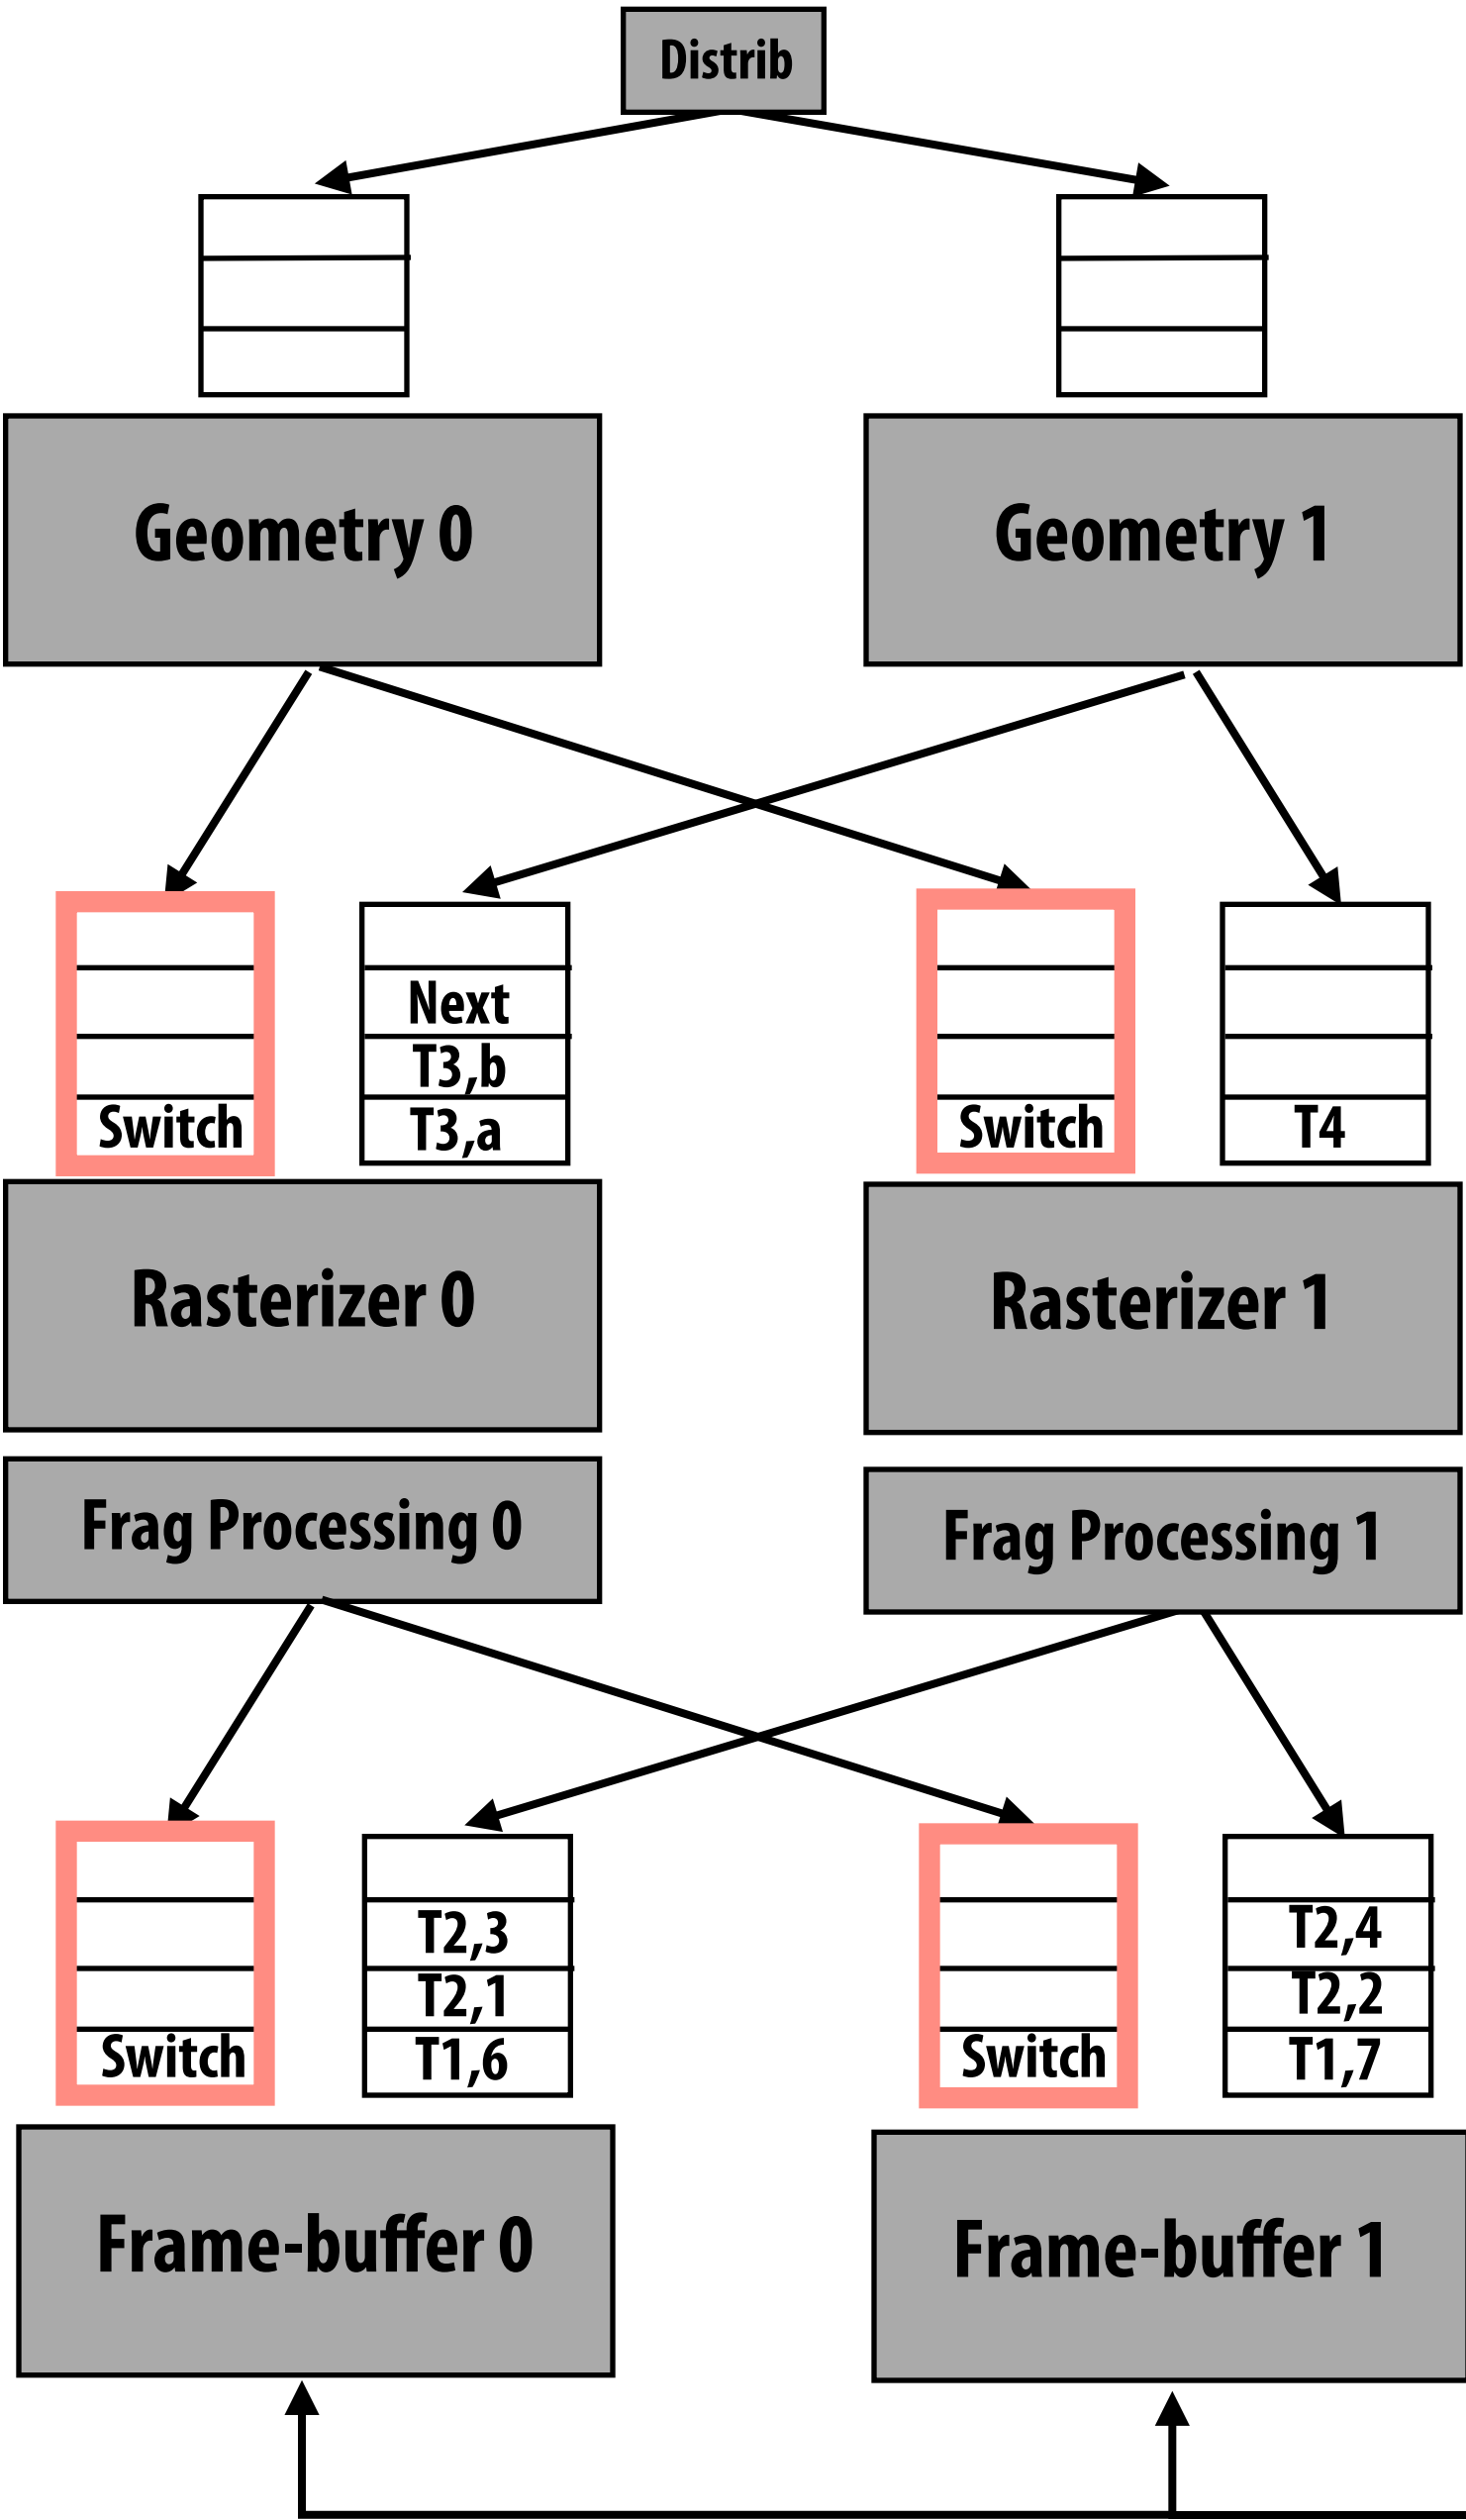 Distrib
Geometry 0
Geometry 1
Next
T3,b
Switch
T3,a
Switch
T4
Rasterizer 0
Rasterizer 1
Frag Processing 0
Frag Processing 1
T2,3
T2,4
T2,1
T2,2
Switch
T1,6
Switch
T1,7
Frame-buffer 0
Frame-buffer 1